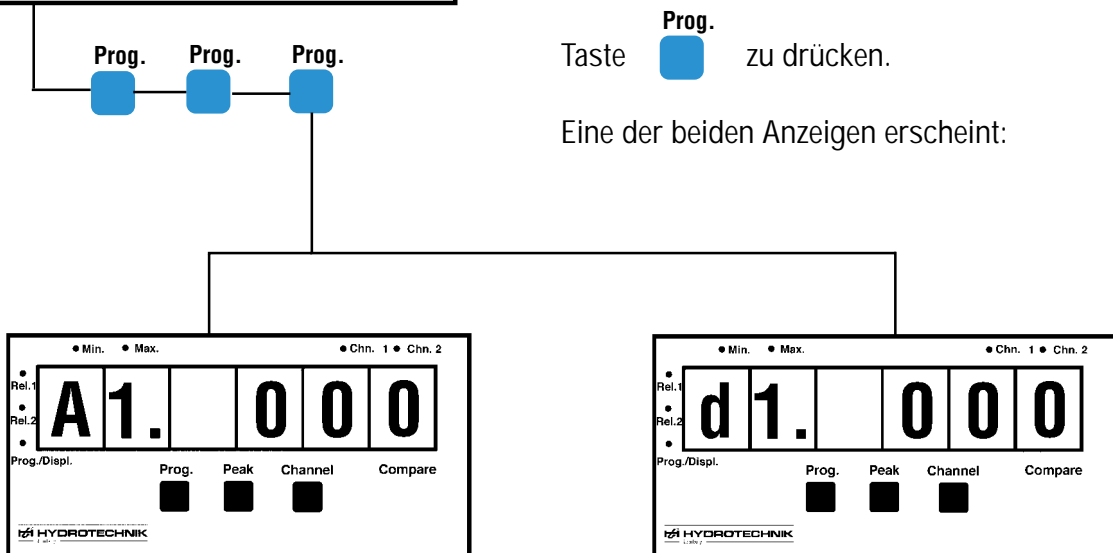 Prog. Prog. Prog.
Prog.
Taste zu drücken.
Eine der beiden Anzeigen erscheint:
Min. Max. Chn. 1 Chn. 2
Rel.1
A1. 000
Rel.2
Prog./Displ.
Prog. Peak Channel Compare
HYDROTECHNIK
Min. Max. Chn. 1 Chn. 2
Rel.1
d1. 000
Rel.2
Prog./Displ.
Prog. Peak Channel Compare
HYDROTECHNIK